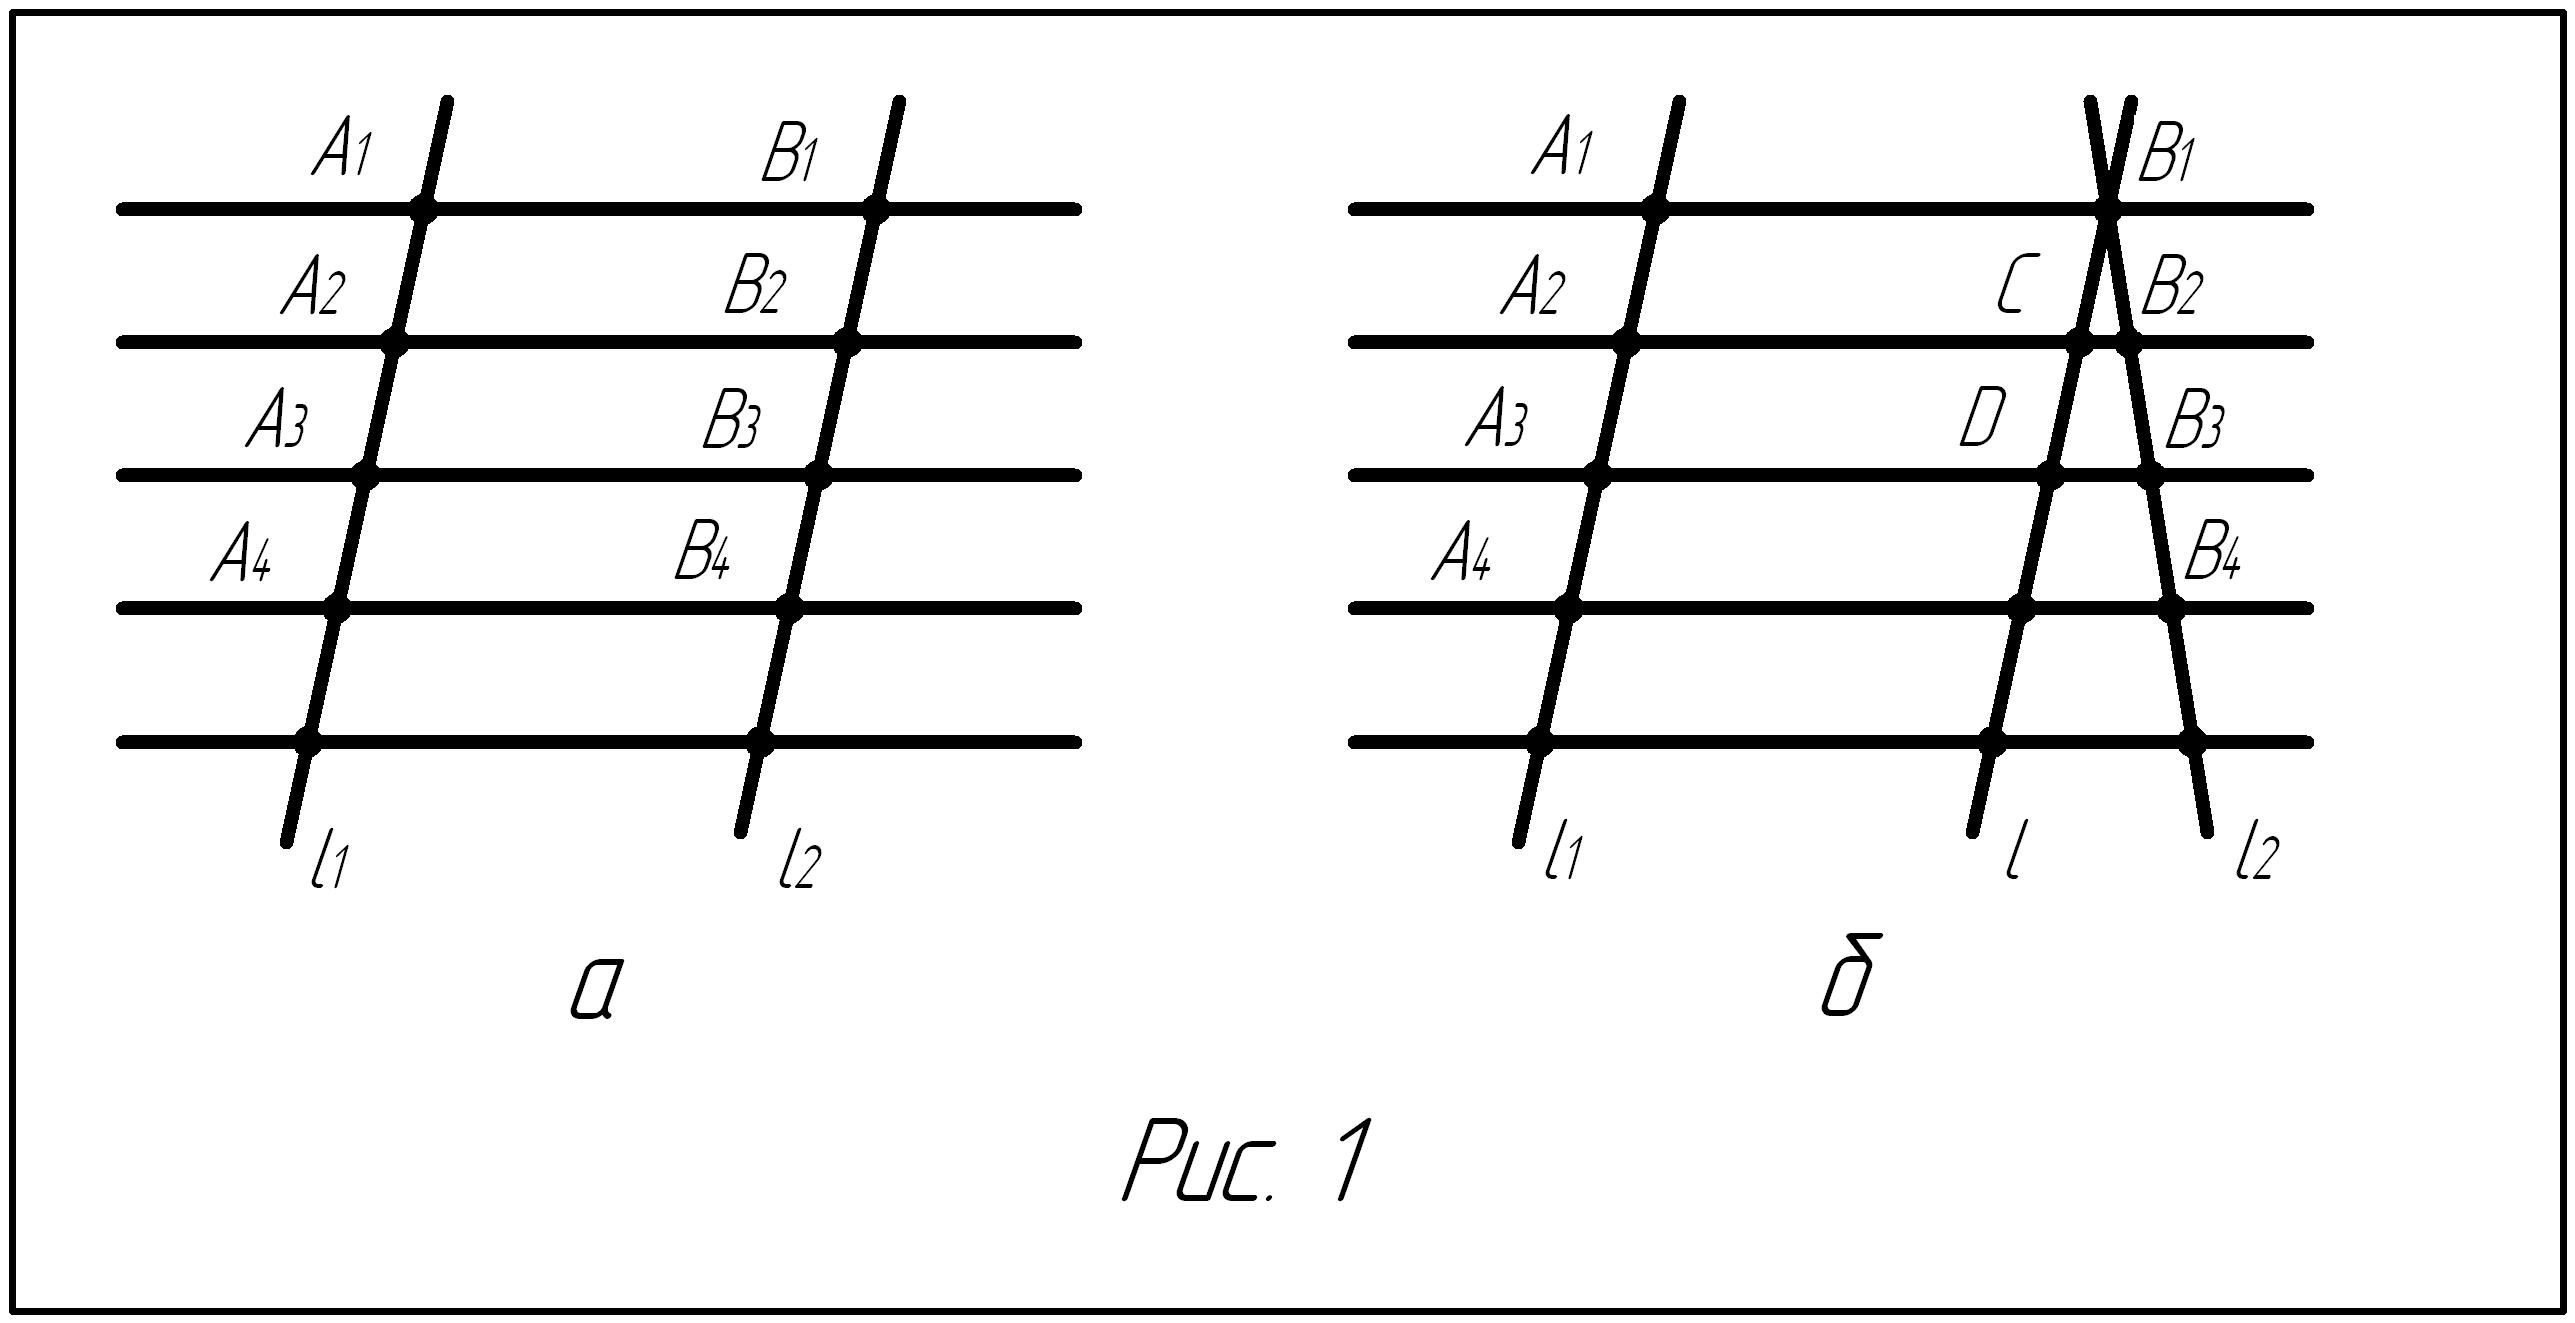 A1 B1 A1 B1
A2 B2 A2 C B2
A3 B3 A3 D B3
A4 B4 A4 B4
l1 l2 l1 l l2
а б
Рис. 1